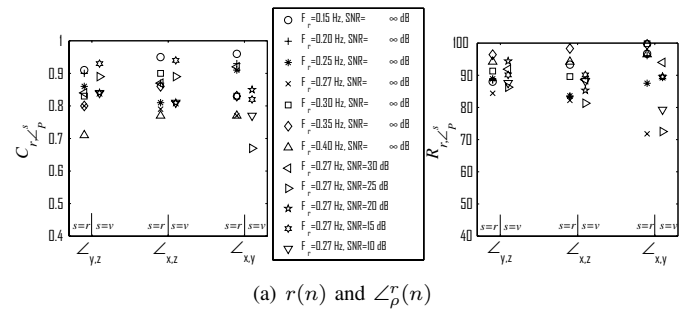 1
0.9
0.8
0.7
0.6
0.5
0.4
C_{r,∠_P^s}
s=r s=v s=r s=v s=r s=v
∠_{y,z} ∠_{x,z} ∠_{x,y}
F_r=0.15 Hz, SNR= ∞ dB
F_r=0.20 Hz, SNR= ∞ dB
F_r=0.25 Hz, SNR= ∞ dB
F_r=0.27 Hz, SNR= ∞ dB
F_r=0.30 Hz, SNR= ∞ dB
F_r=0.35 Hz, SNR= ∞ dB
F_r=0.40 Hz, SNR= ∞ dB
F_r=0.27 Hz, SNR=30 dB
F_r=0.27 Hz, SNR=25 dB
F_r=0.27 Hz, SNR=20 dB
F_r=0.27 Hz, SNR=15 dB
F_r=0.27 Hz, SNR=10 dB
100
90
80
70
60
50
40
R_{r,∠_P^s}
s=r s=v s=r s=v s=r s=v
∠_{y,z} ∠_{x,z} ∠_{x,y}
(a) r(n) and ∠_ρ^r(n)